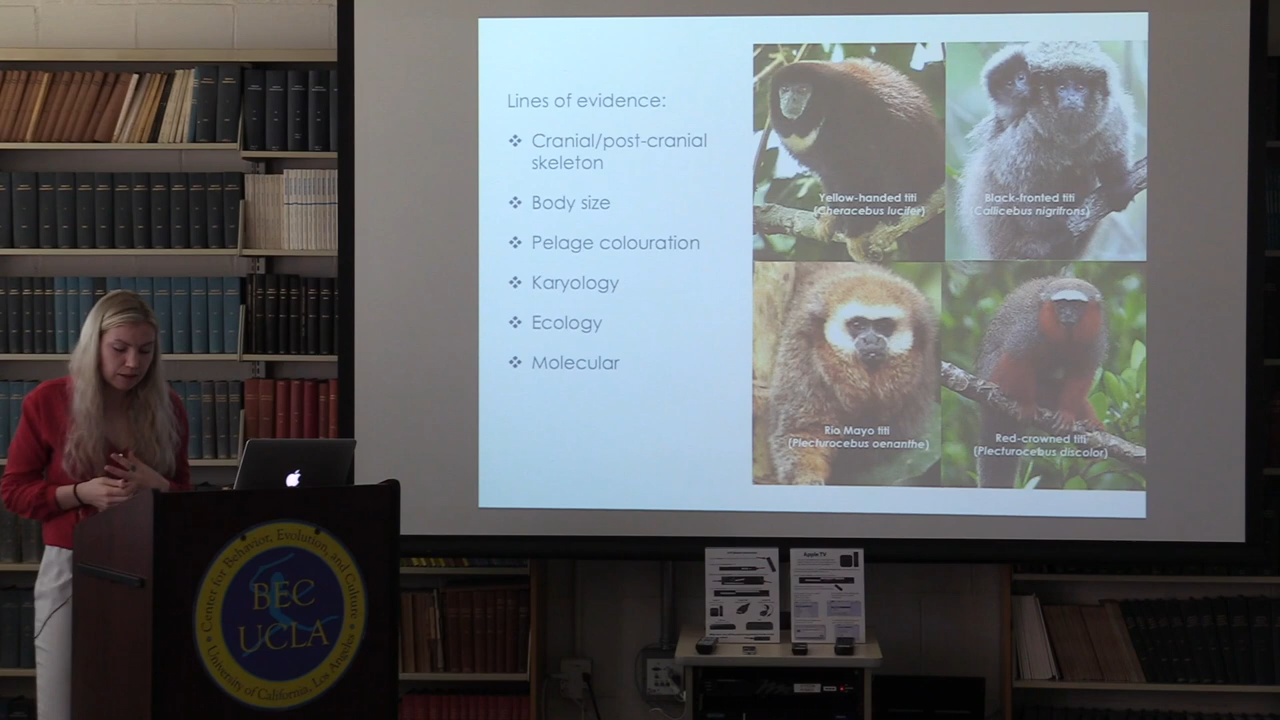 Lines of evidence:
❖ Cranial/post-cranial
skeleton
❖ Body size
❖ Pelage colouration
❖ Karyology
❖ Ecology
❖ Molecular
Yellow-handed titi
(Cheracebus lucifer)
Black-fronted titi
(Callicebus nigrifrons)
Rio Mayo titi
(Plecturocebus oenanthe)
Red-crowned titi
(Plecturocebus discolor)
Center for Behavior, Evolution, and Culture
BEC
UCLA
University of California, Los Angeles
Apple TV